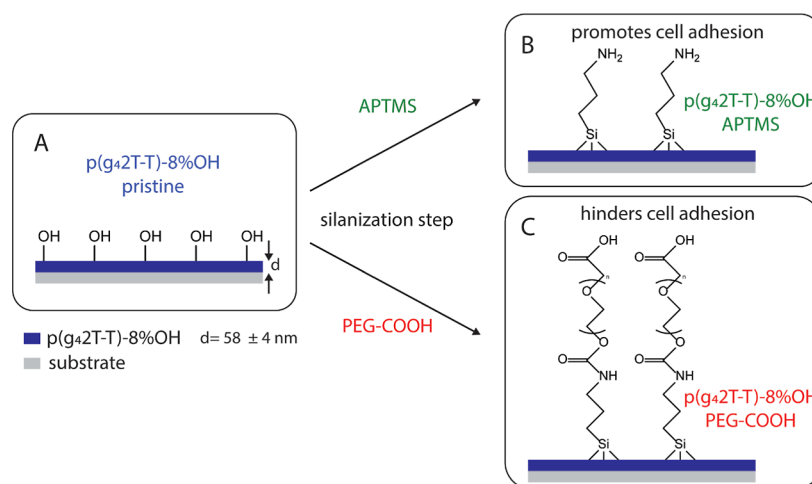 A
p(g₄2T-T)-8%OH
pristine
OH OH OH OH OH
d
p(g₄2T-T)-8%OH d= 58 ± 4 nm
substrate
APTMS
silanization step
PEG-COOH
B
promotes cell adhesion
NH₂ NH₂
p(g₄2T-T)-8%OH
APTMS
Si Si
C
hinders cell adhesion
OH OH
O O
n n
O O
O O
O O
NH NH
p(g₄2T-T)-8%OH
PEG-COOH
Si Si